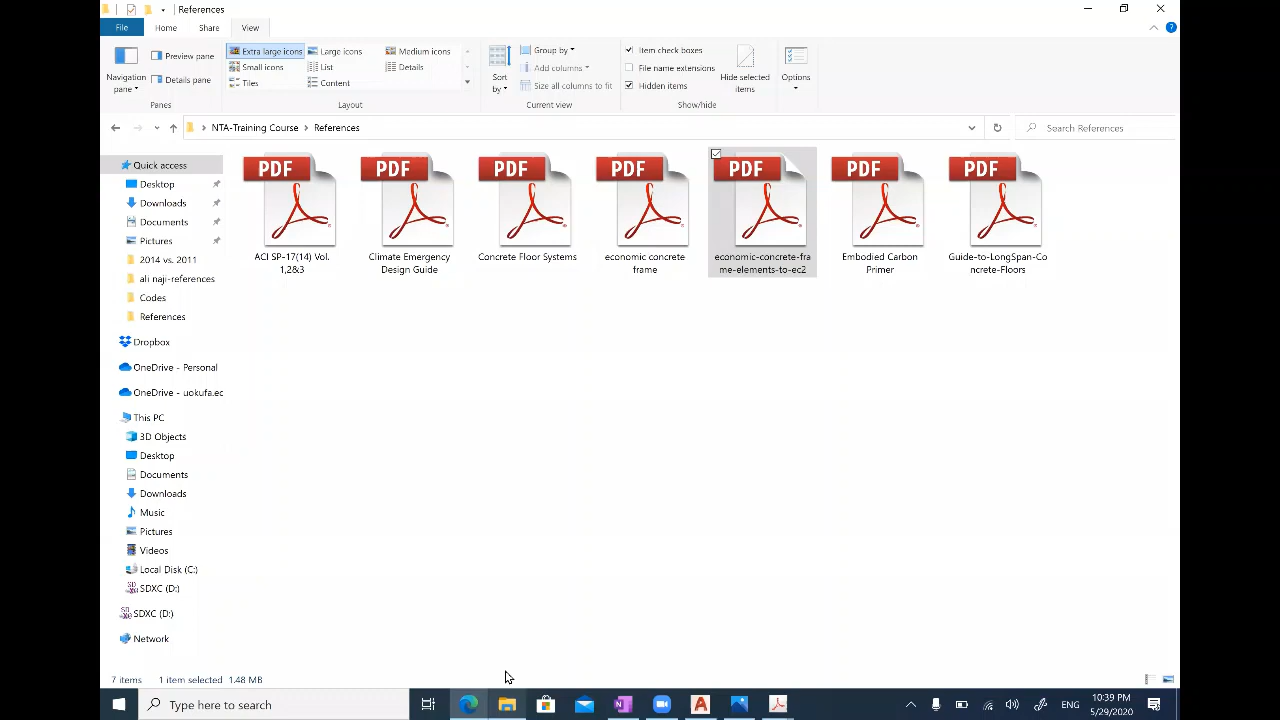 References
File
Home
Share
View
?
Navigation
pane
Preview pane
Details pane
Panes
Extra large icons
Large icons
Medium icons
Small icons
List
Details
Tiles
Content
Layout
Sort
by
Group by
Add columns
Size all columns to fit
Current view
Item check boxes
File name extensions
Hidden items
Hide selected
items
Show/hide
Options
NTA-Training Course
References
Search References
Quick access
Desktop
Downloads
Documents
Pictures
2014 vs. 2011
ali naji-references
Codes
References
Dropbox
OneDrive - Personal
OneDrive - uokufa.ec
This PC
3D Objects
Desktop
Documents
Downloads
Music
Pictures
Videos
Local Disk (C:)
SDXC (D:)
SDXC (D:)
Network
PDF
PDF
PDF
PDF
PDF
PDF
PDF
ACI SP-17(14) Vol.
1,2&3
Climate Emergency
Design Guide
Concrete Floor Systems
economic concrete
frame
economic-concrete-fra
me-elements-to-ec2
Embodied Carbon
Primer
Guide-to-LongSpan-Co
ncrete-Floors
7 items
1 item selected 1.48 MB
Type here to search
ENG
10:39 PM
5/29/2020